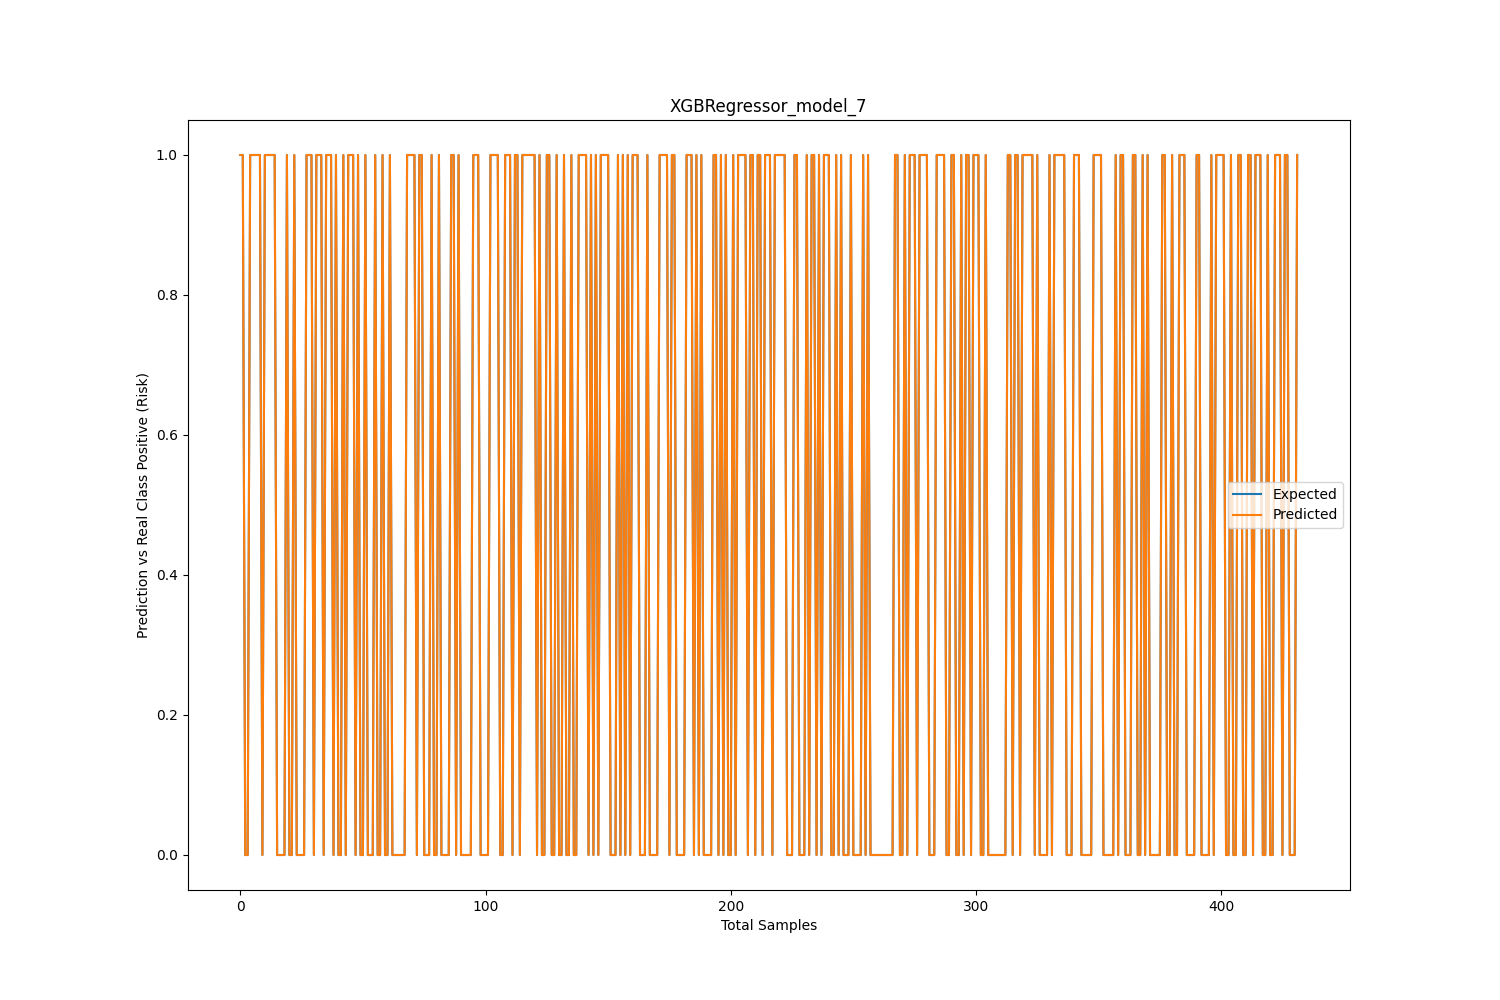 XGBRegressor_model_7
1.0
0.8
0.6
0.4
0.2
0.0
Prediction vs Real Class Positive (Risk)
Expected
Predicted
0 100 200 300 400
Total Samples